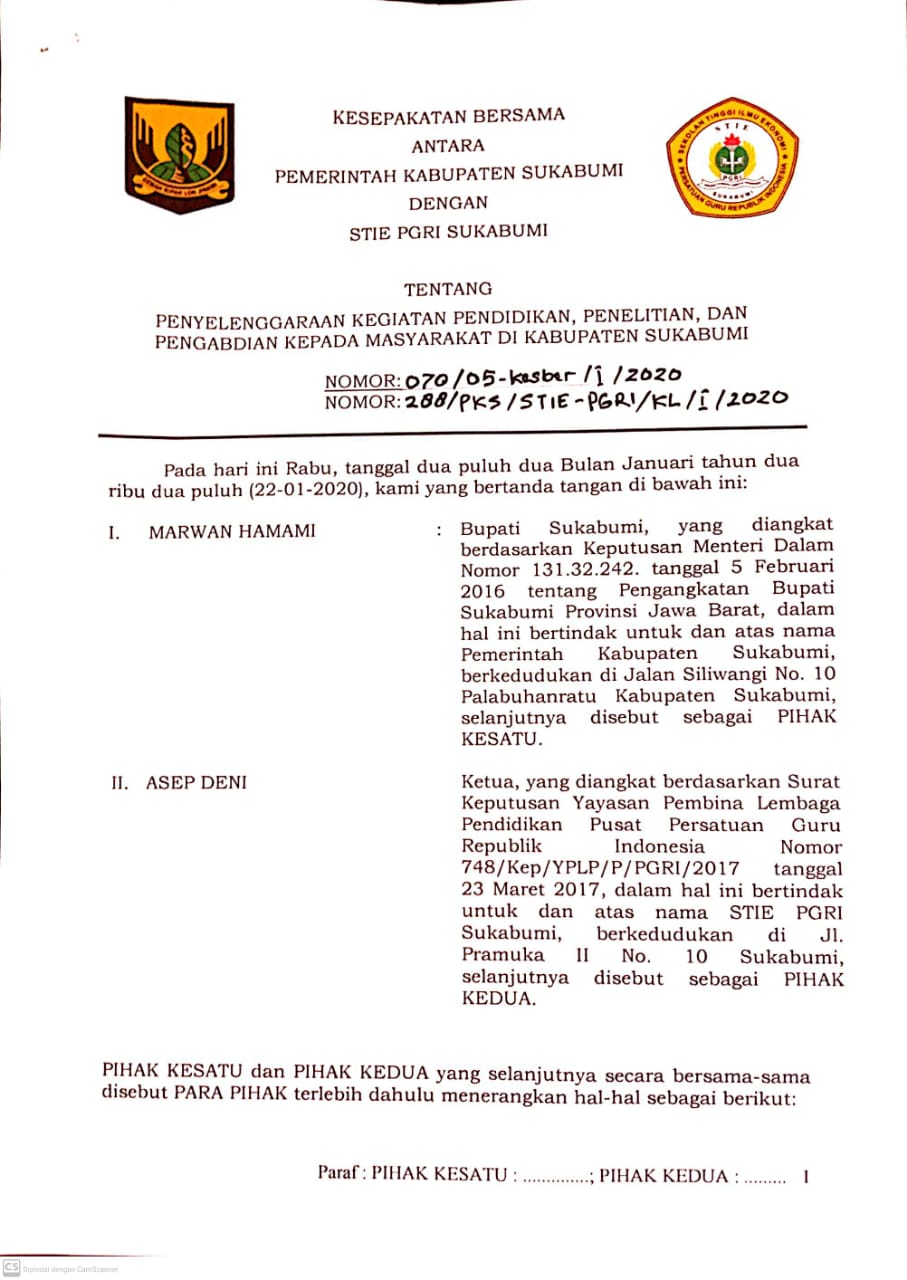 KESEPAKATAN BERSAMA
ANTARA
PEMERINTAH KABUPATEN SUKABUMI
DENGAN
STIE PGRI SUKABUMI
SEKOLAH TINGGI ILMU EKONOMI
STIE
PGRI
SUKABUMI
PERSATUAN GURU REPUBLIK INDONESIA
TENTANG
PENYELENGGARAAN KEGIATAN PENDIDIKAN, PENELITIAN, DAN
PENGABDIAN KEPADA MASYARAKAT DI KABUPATEN SUKABUMI
NOMOR: 070/05-kesber/I/2020
NOMOR: 288/PKS/STIE-PGRI/KL/I/2020
Pada hari ini Rabu, tanggal dua puluh dua Bulan Januari tahun dua
ribu dua puluh (22-01-2020), kami yang bertanda tangan di bawah ini:
I. MARWAN HAMAMI : Bupati Sukabumi, yang diangkat
berdasarkan Keputusan Menteri Dalam
Nomor 131.32.242. tanggal 5 Februari
2016 tentang Pengangkatan Bupati
Sukabumi Provinsi Jawa Barat, dalam
hal ini bertindak untuk dan atas nama
Pemerintah Kabupaten Sukabumi,
berkedudukan di Jalan Siliwangi No. 10
Palabuhanratu Kabupaten Sukabumi,
selanjutnya disebut sebagai PIHAK
KESATU.
II. ASEP DENI Ketua, yang diangkat berdasarkan Surat
Keputusan Yayasan Pembina Lembaga
Pendidikan Pusat Persatuan Guru
Republik Indonesia Nomor
748/Kep/YPLP/P/PGRI/2017 tanggal
23 Maret 2017, dalam hal ini bertindak
untuk dan atas nama STIE PGRI
Sukabumi, berkedudukan di Jl.
Pramuka II No. 10 Sukabumi,
selanjutnya disebut sebagai PIHAK
KEDUA.
PIHAK KESATU dan PIHAK KEDUA yang selanjutnya secara bersama-sama
disebut PARA PIHAK terlebih dahulu menerangkan hal-hal sebagai berikut:
Paraf : PIHAK KESATU : ..............; PIHAK KEDUA : ......... 1
CS Dipindai dengan CamScanner